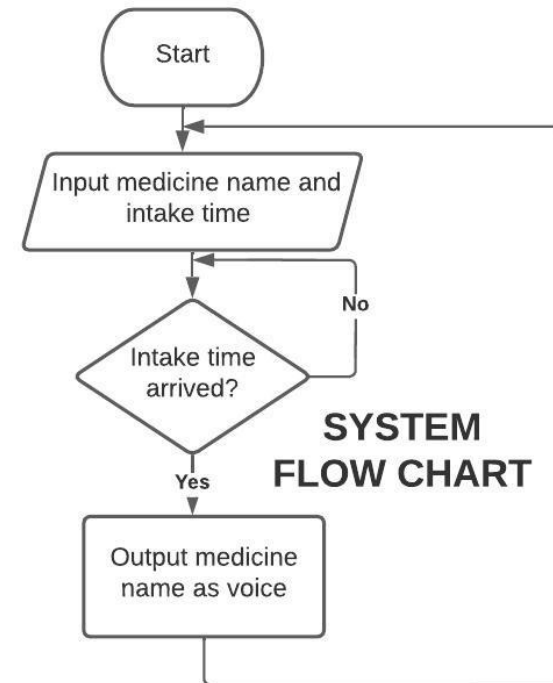 Start
Input medicine name and
intake time
No
Intake time
arrived?
SYSTEM
FLOW CHART
Yes
Output medicine
name as voice